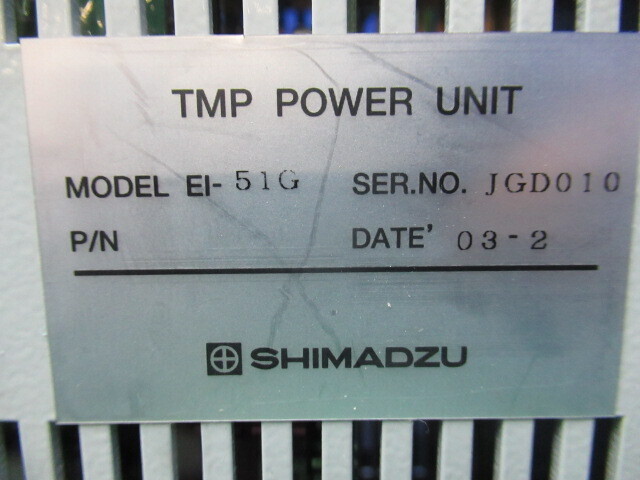 TMP POWER UNIT
MODEL EI- 51G SER.NO. JGD010
P/N DATE' 03-2
SHIMADZU